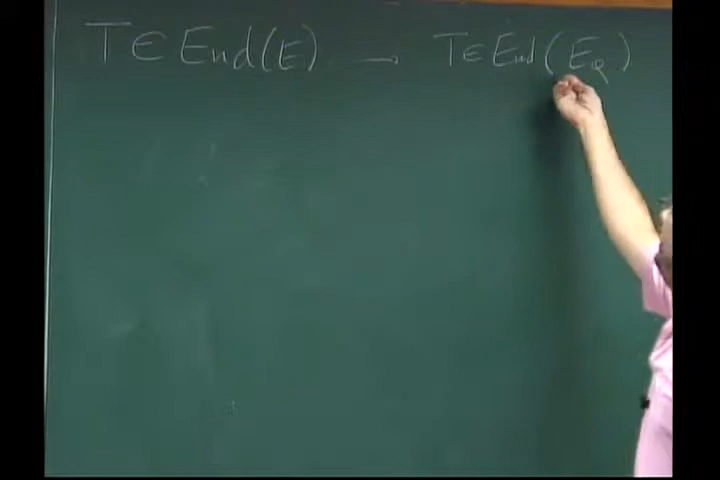 T ∈ End(E) → T ∈ End(E_Q)